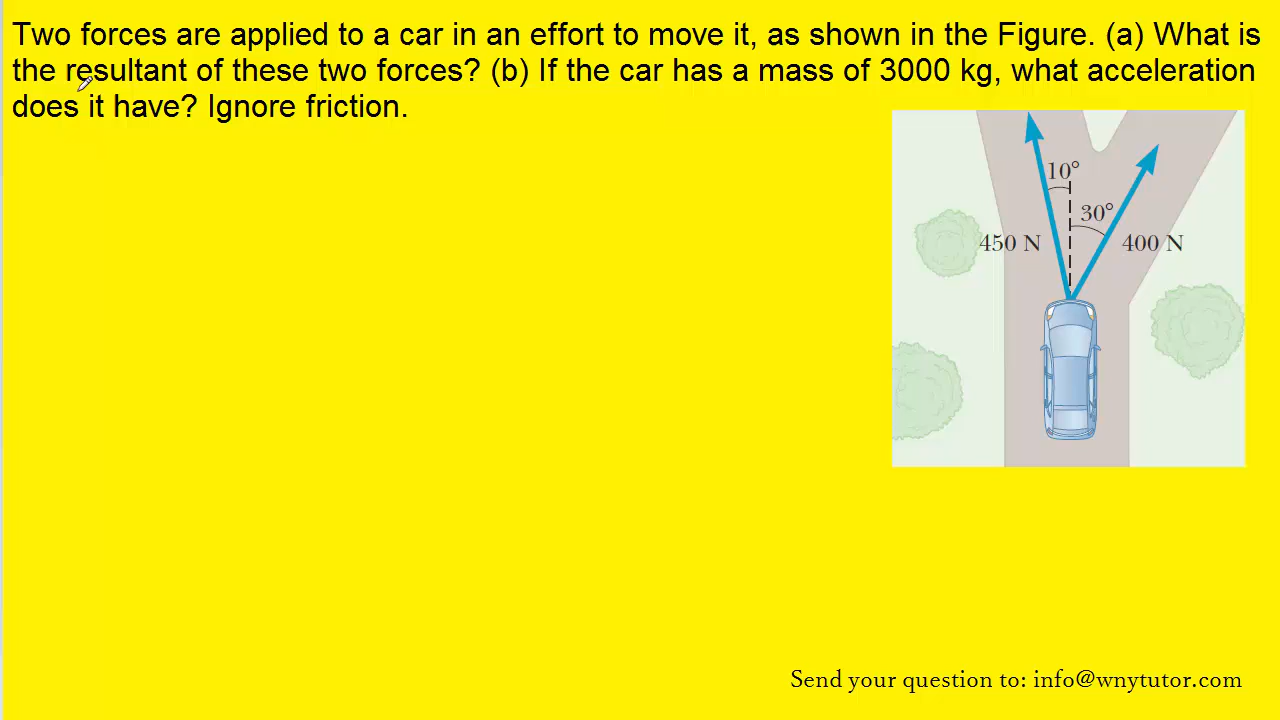 Two forces are applied to a car in an effort to move it, as shown in the Figure. (a) What is
the resultant of these two forces? (b) If the car has a mass of 3000 kg, what acceleration
does it have? Ignore friction.
10°
30°
450 N
400 N
Send your question to: info@wnytutor.com